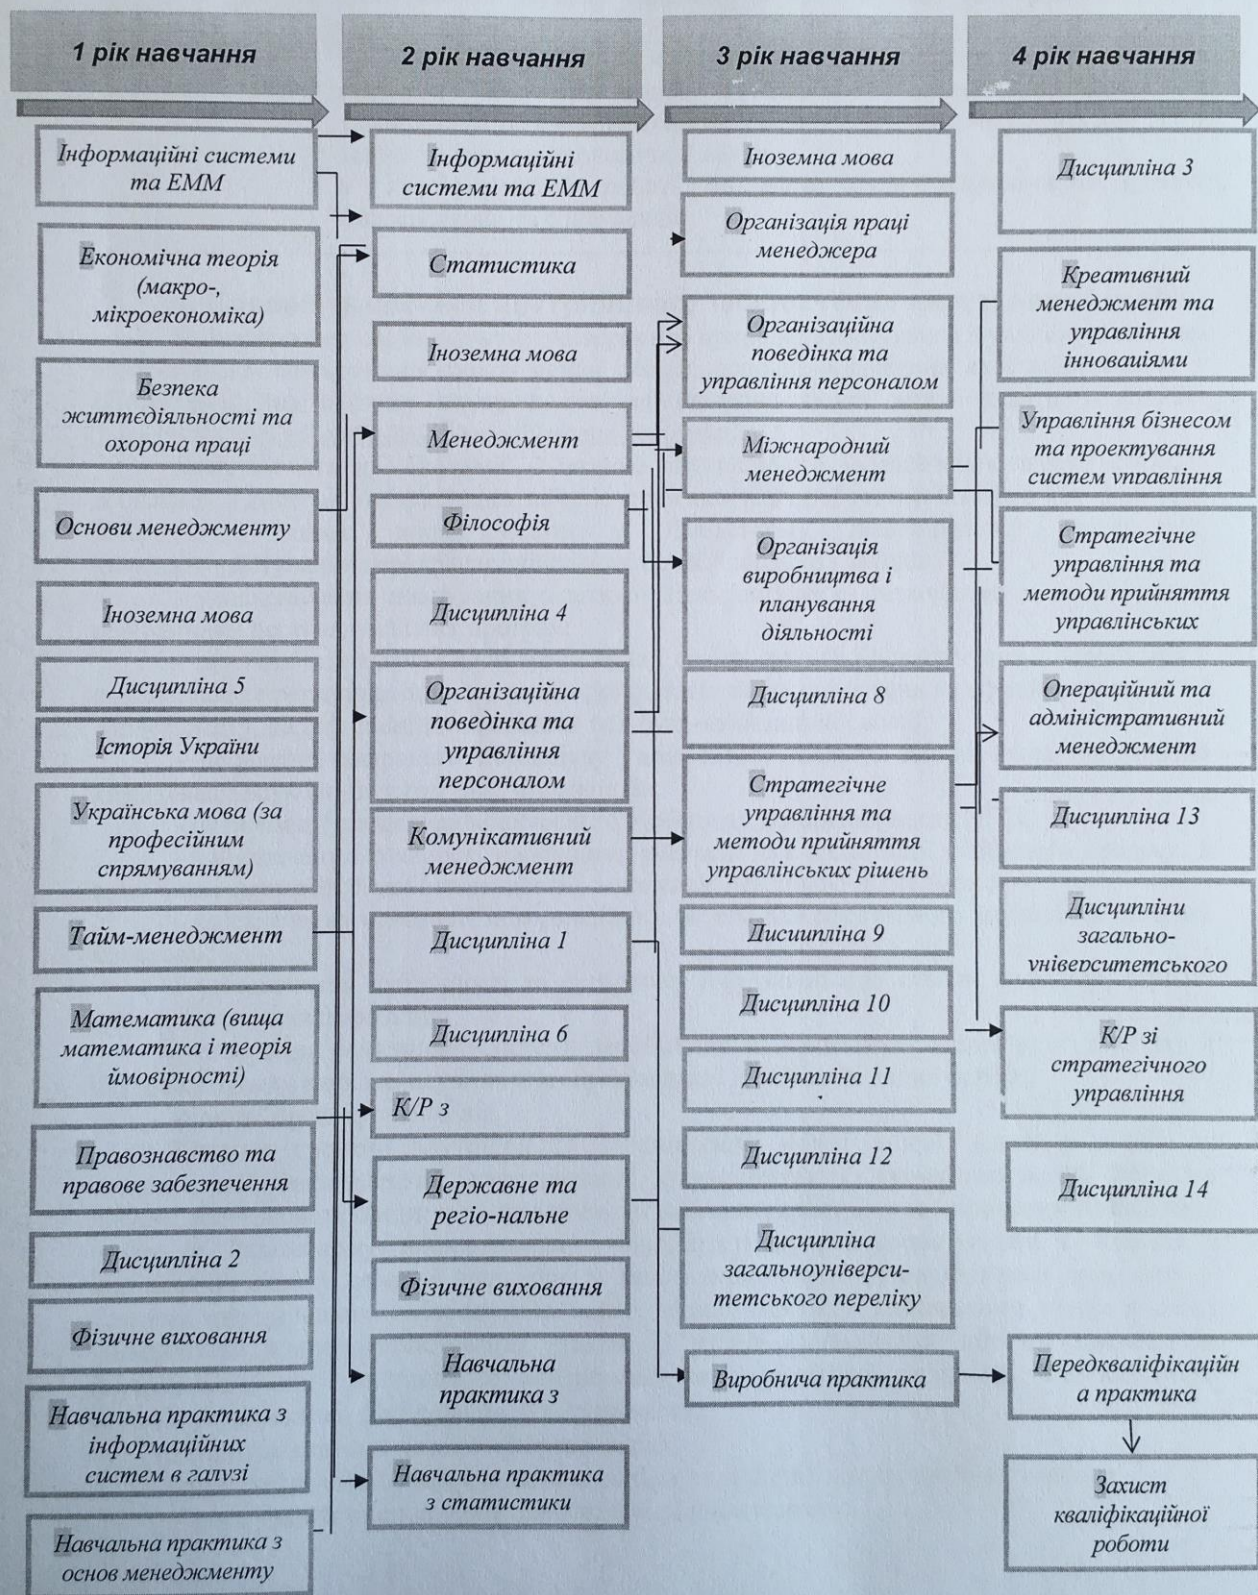 1 рік навчання
2 рік навчання
3 рік навчання
4 рік навчання
Інформаційні системи
та ЕММ
Економічна теорія
(макро-,
мікроекономіка)
Безпека
життєдіяльності та
охорона праці
Основи менеджменту
Іноземна мова
Дисципліна 5
Історія України
Українська мова (за
професійним
спрямуванням)
Тайм-менеджмент
Математика (вища
математика і теорія
ймовірності)
Правознавство та
правове забезпечення
Дисципліна 2
Фізичне виховання
Навчальна практика з
інформаційних
систем в галузі
Навчальна практика з
основ менеджменту
Інформаційні
системи та ЕММ
Статистика
Іноземна мова
Менеджмент
Філософія
Дисципліна 4
Організаційна
поведінка та
управління
персоналом
Комунікативний
менеджмент
Дисципліна 1
Дисципліна 6
К/Р з
Державне та
регіо-нальне
Фізичне виховання
Навчальна
практика з
Навчальна практика
з статистики
Іноземна мова
Організація праці
менеджера
Організаційна
поведінка та
управління персоналом
Міжнародний
менеджмент
Організація
виробництва і
планування
діяльності
Дисципліна 8
Стратегічне
управління та
методи прийняття
управлінських рішень
Дисципліна 9
Дисципліна 10
Дисципліна 11
Дисципліна 12
Дисципліна
загальноуніверси-
тетського переліку
Виробнича практика
Дисципліна 3
Креативний
менеджмент та
управління
інноваціями
Управління бізнесом
та проектування
систем управління
Стратегічне
управління та
методи прийняття
управлінських
Операційний та
адміністративний
менеджмент
Дисципліна 13
Дисципліни
загально-
університетського
К/Р зі
стратегічного
управління
Дисципліна 14
Передкваліфікаційн
а практика
Захист
кваліфікаційної
роботи